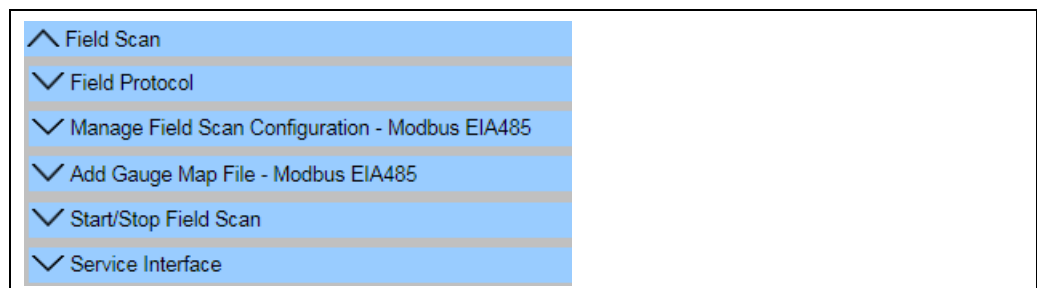 Field Scan
Field Protocol
Manage Field Scan Configuration - Modbus EIA485
Add Gauge Map File - Modbus EIA485
Start/Stop Field Scan
Service Interface